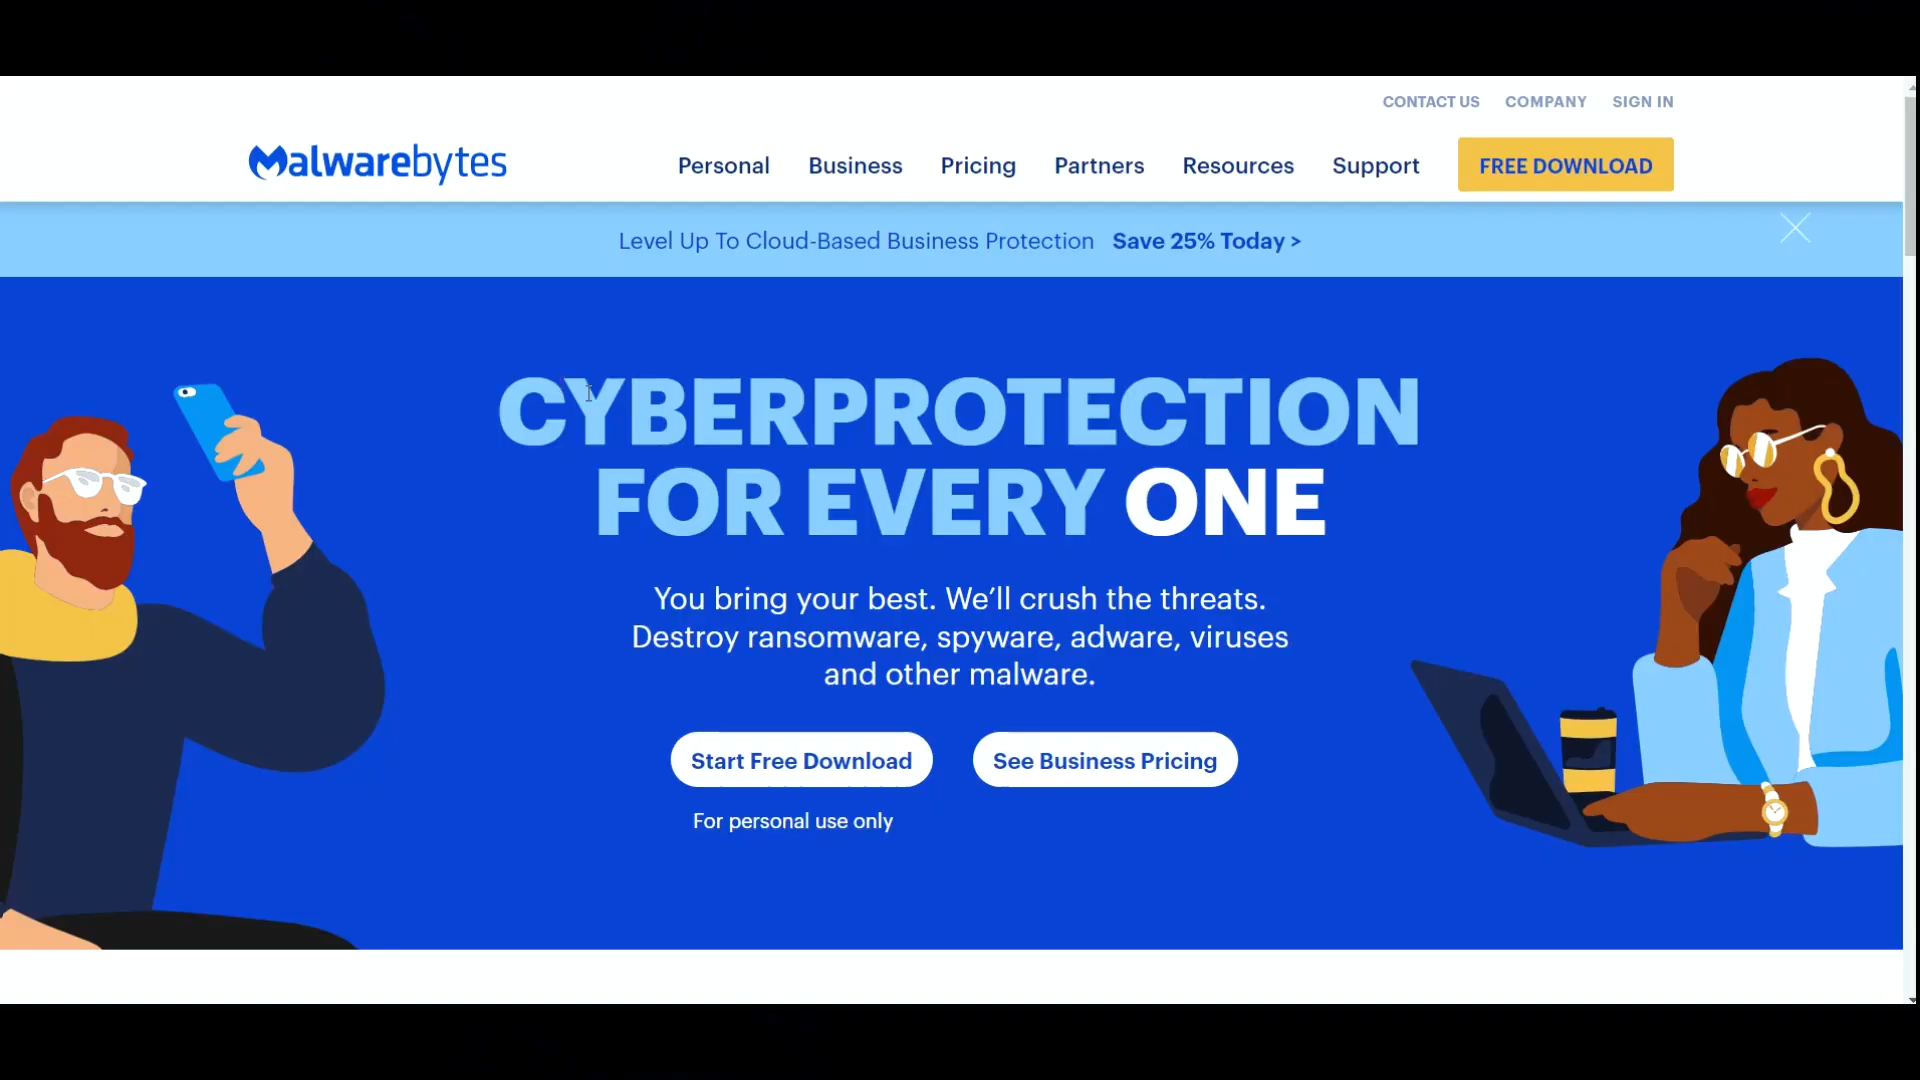 CONTACT US COMPANY SIGN IN
Malwarebytes Personal Business Pricing Partners Resources Support FREE DOWNLOAD
Level Up To Cloud-Based Business Protection Save 25% Today >
CYBERPROTECTION
FOR EVERY ONE
You bring your best. We’ll crush the threats.
Destroy ransomware, spyware, adware, viruses
and other malware.
Start Free Download See Business Pricing
For personal use only